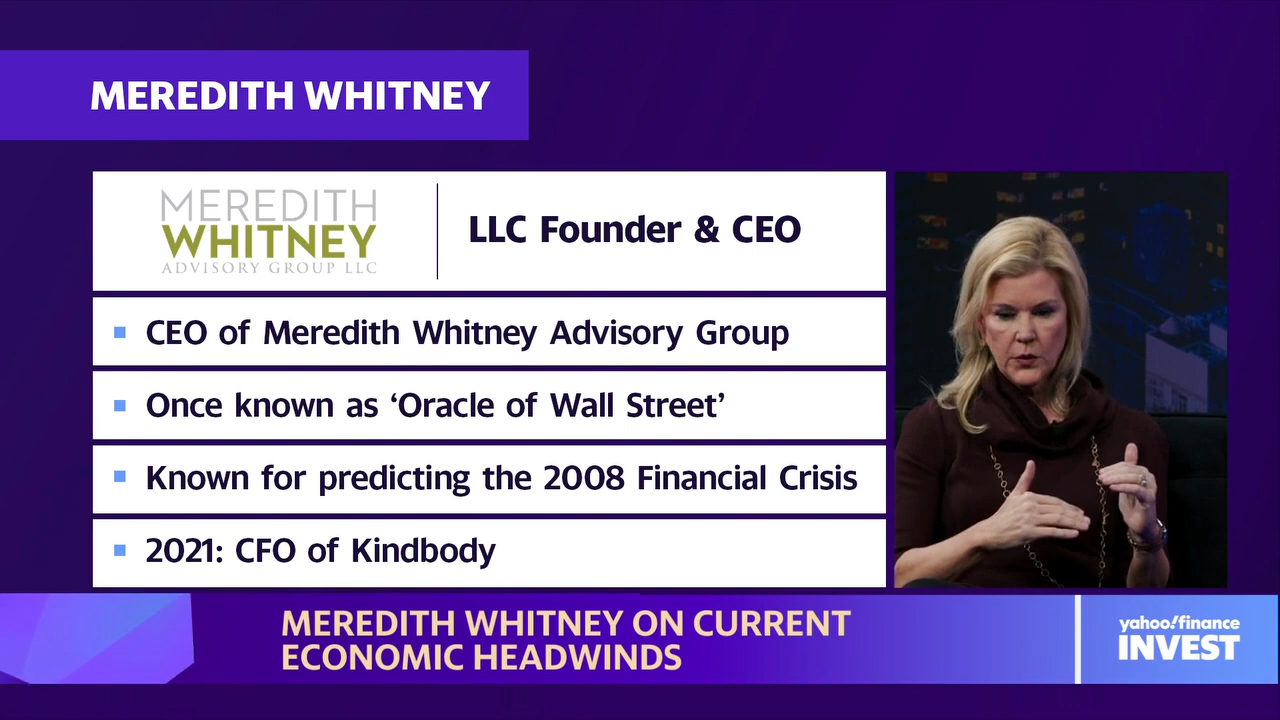 MEREDITH WHITNEY
MEREDITH
WHITNEY
ADVISORY GROUP LLC
LLC Founder & CEO
CEO of Meredith Whitney Advisory Group
Once known as ‘Oracle of Wall Street’
Known for predicting the 2008 Financial Crisis
2021: CFO of Kindbody
MEREDITH WHITNEY ON CURRENT
ECONOMIC HEADWINDS
yahoo!finance
INVEST